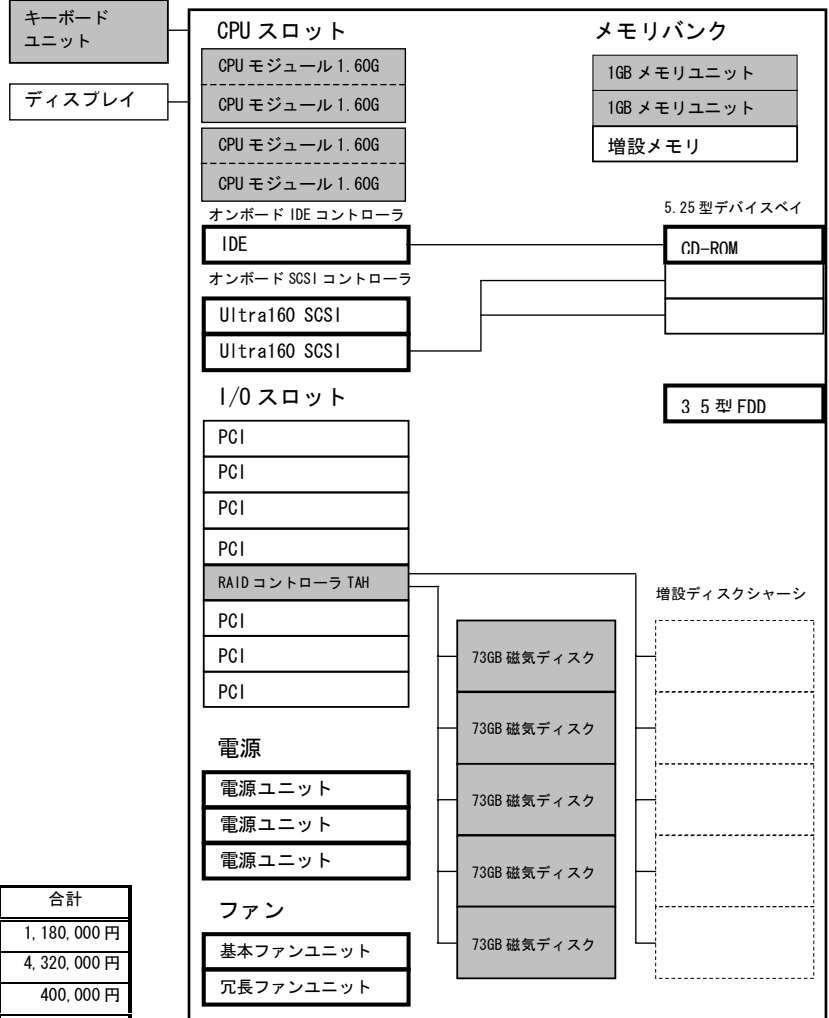 キーボード
ユニット
ディスプレイ
CPU スロット
CPU モジュール 1.60G
CPU モジュール 1.60G
CPU モジュール 1.60G
CPU モジュール 1.60G
メモリバンク
1GB メモリユニット
1GB メモリユニット
増設メモリ
オンボード IDE コントローラ
IDE
5.25 型デバイスベイ
CD-ROM
オンボード SCSI コントローラ
Ultra160 SCSI
Ultra160 SCSI
3 5 型 FDD
I/O スロット
PCI
PCI
PCI
PCI
RAID コントローラ TAH
PCI
PCI
PCI
増設ディスクシャーシ
73GB 磁気ディスク
73GB 磁気ディスク
73GB 磁気ディスク
73GB 磁気ディスク
73GB 磁気ディスク
電源
電源ユニット
電源ユニット
電源ユニット
ファン
基本ファンユニット
冗長ファンユニット
合計
1,180,000 円
4,320,000 円
400,000 円